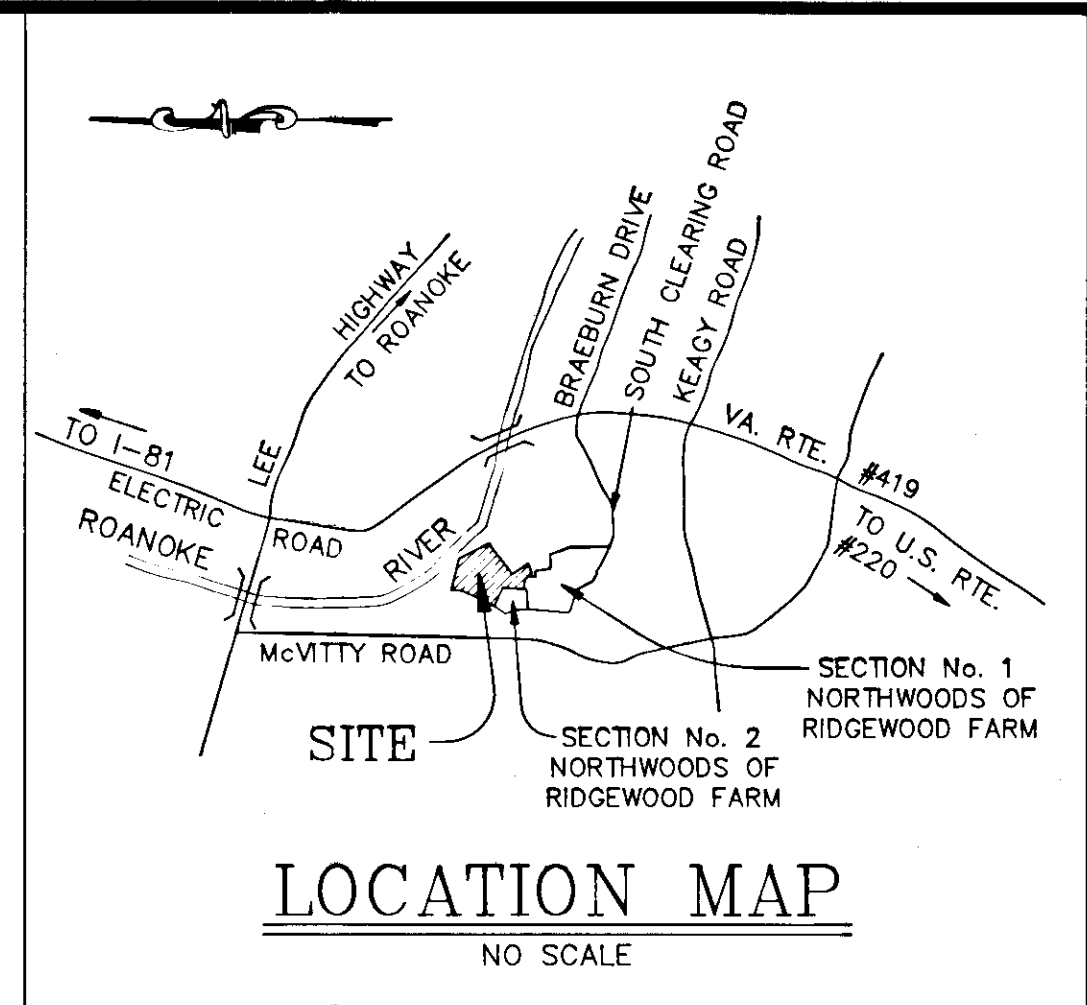 HIGHWAY
TO ROANOKE
LEE
BRAEBURN DRIVE
SOUTH CLEARING ROAD
KEAGY ROAD
VA. RTE. #419
TO I-81
ELECTRIC ROAD
ROANOKE RIVER
TO U.S. RTE.
#220
McVITTY ROAD
SITE
SECTION No. 1
NORTHWOODS OF
RIDGEWOOD FARM
SECTION No. 2
NORTHWOODS OF
RIDGEWOOD FARM
LOCATION MAP
NO SCALE